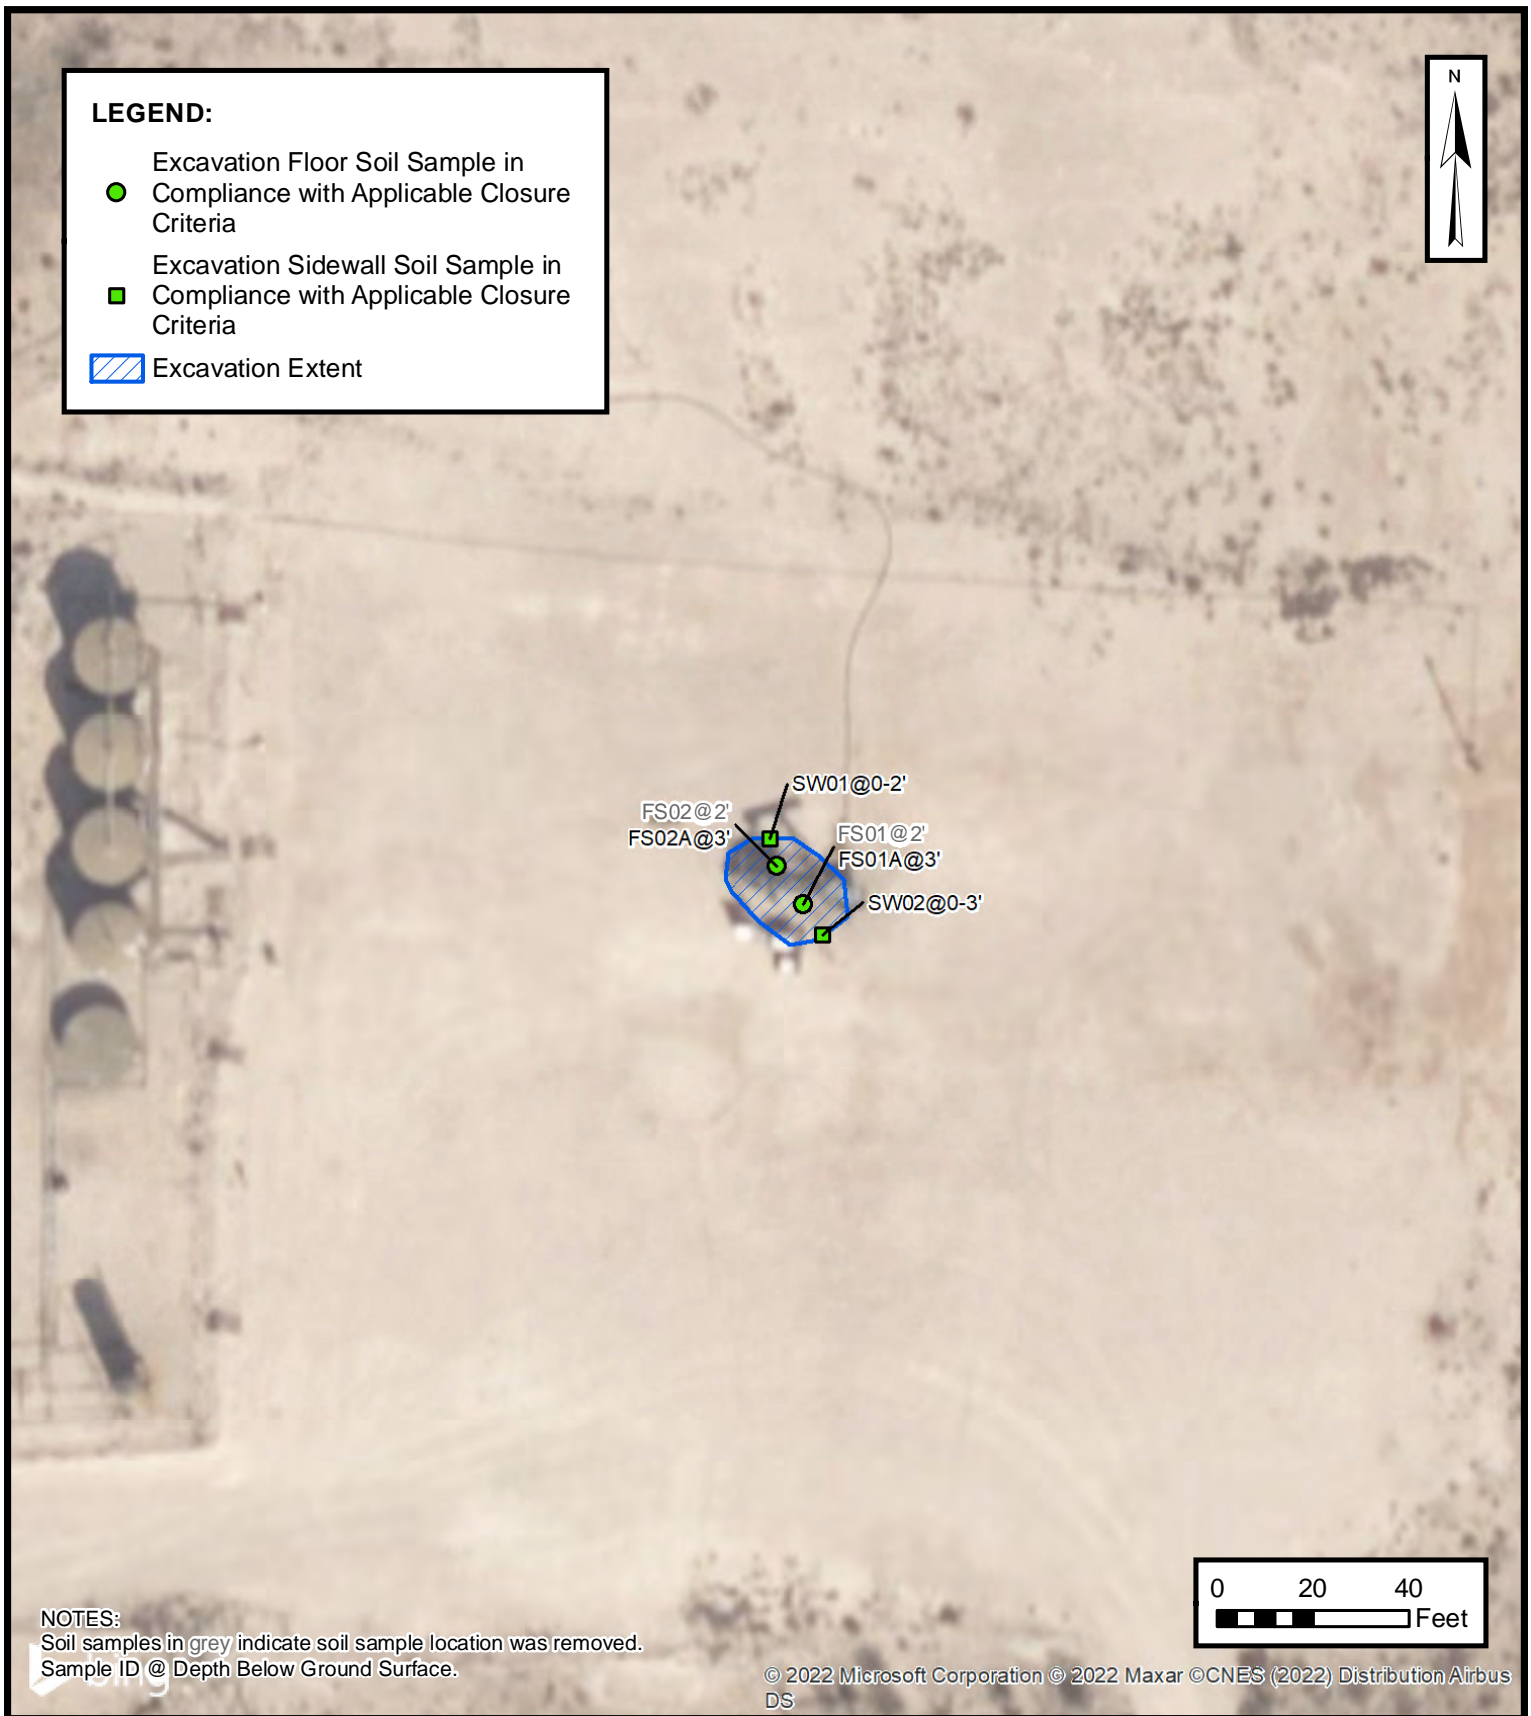 LEGEND:
Excavation Floor Soil Sample in
Compliance with Applicable Closure
Criteria
Excavation Sidewall Soil Sample in
Compliance with Applicable Closure
Criteria
Excavation Extent
N
SW01@0-2'
FS02@2'
FS02A@3'
FS01@2'
FS01A@3'
SW02@0-3'
0 20 40
Feet
NOTES:
Soil samples in grey indicate soil sample location was removed.
Sample ID @ Depth Below Ground Surface.
bing
© 2022 Microsoft Corporation © 2022 Maxar ©CNES (2022) Distribution Airbus
DS